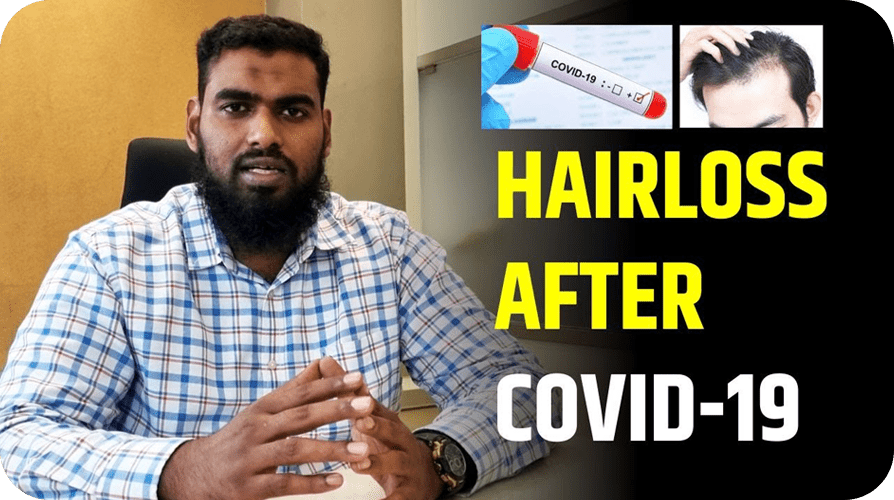 COVID-19 : - ☐ + ☑
HAIRLOSS
AFTER
COVID-19